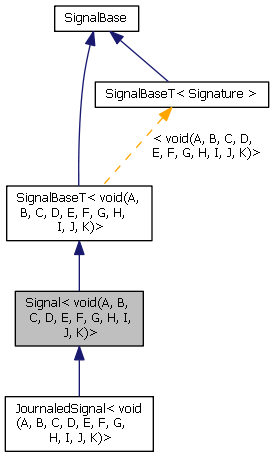 SignalBase
SignalBaseT< Signature >
< void(A, B, C, D,
E, F, G, H, I, J, K)>
SignalBaseT< void(A,
B, C, D, E, F, G, H,
I, J, K)>
Signal< void(A, B,
C, D, E, F, G, H, I,
J, K)>
JournaledSignal< void
(A, B, C, D, E, F, G,
H, I, J, K)>